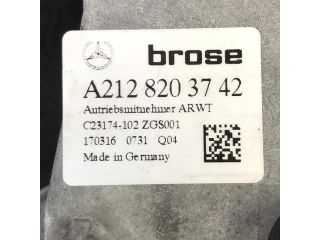 brose
A212 820 37 42
Antriebsmitnehmer ARWT
C23174-102 ZGS001
170316 0731 Q04
Made in Germany